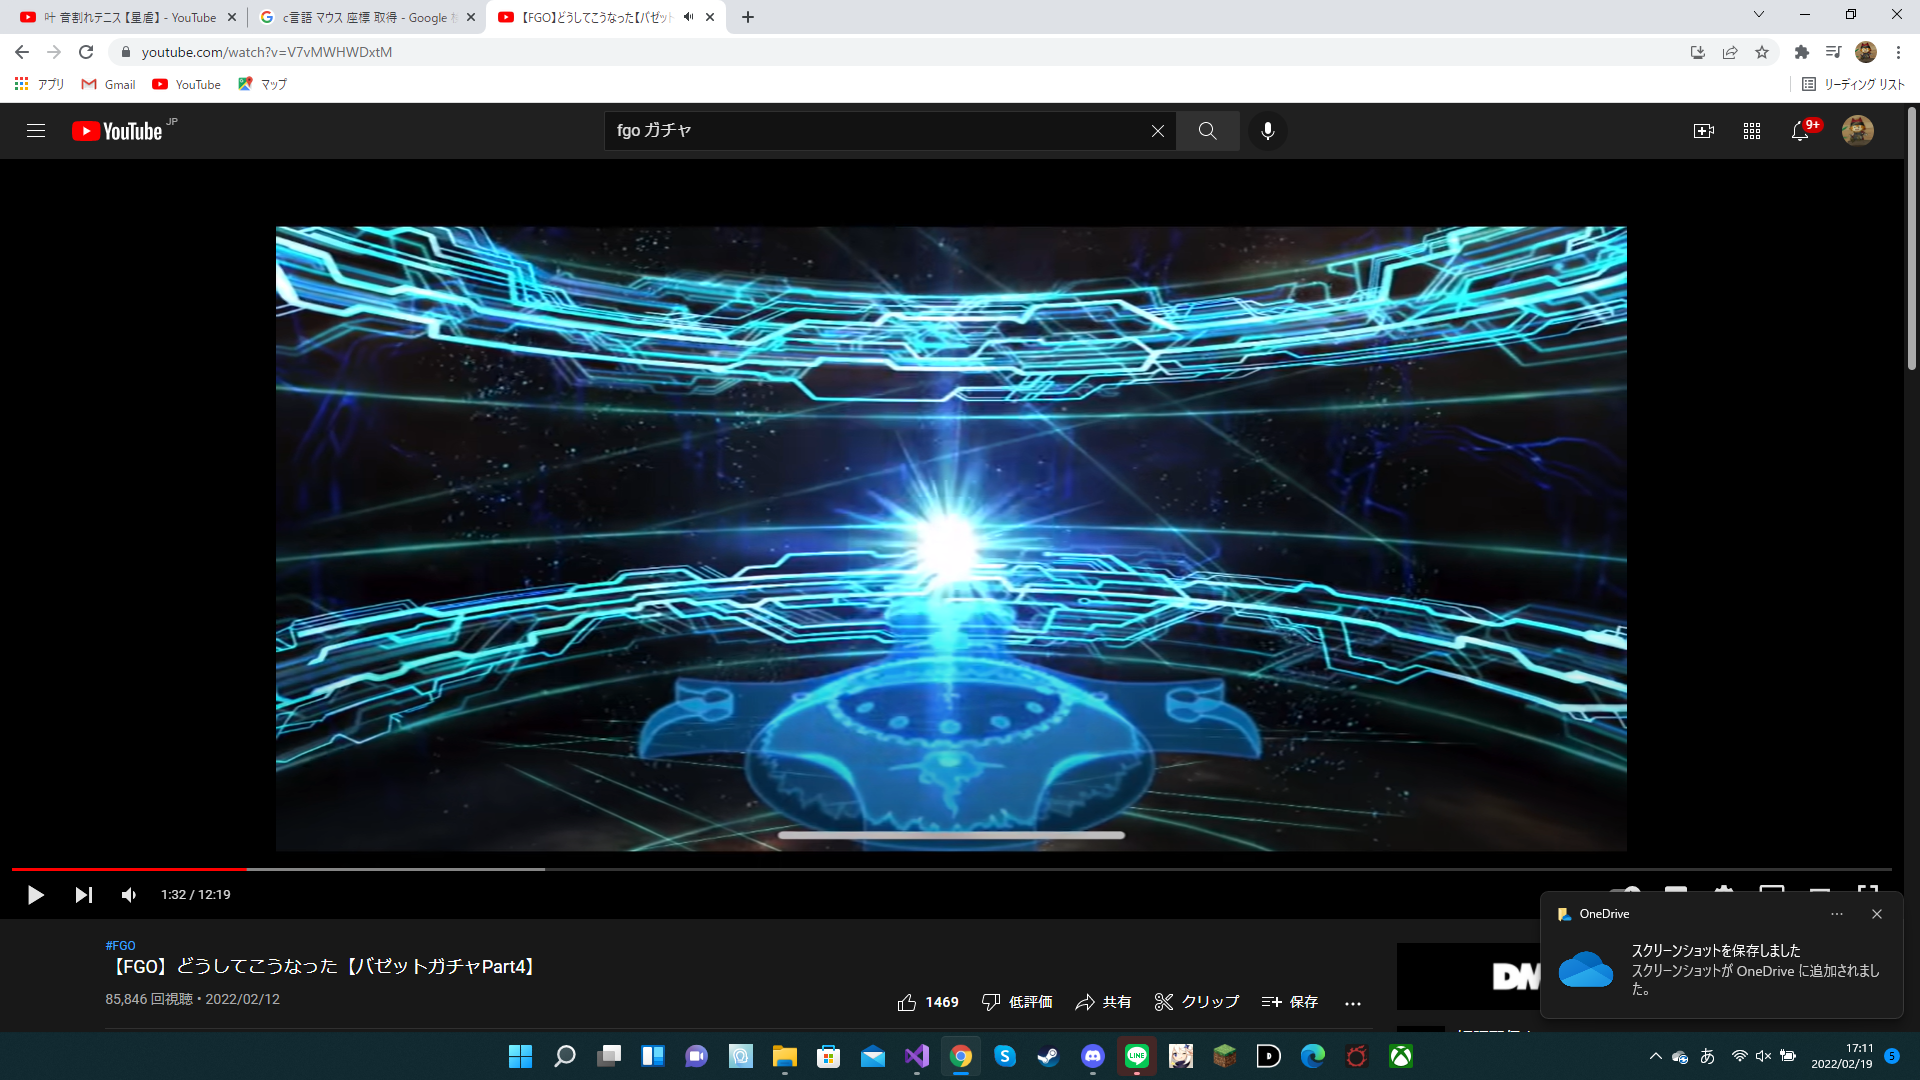 叶 音割れテニス【星虐】 - YouTube
c言語 マウス 座標 取得 - Google
【FGO】どうしてこうなった【バゼット
youtube.com/watch?v=V7vMWHWDxtM
アプリ
Gmail
YouTube
マップ
リーディング リスト
YouTube JP
fgo ガチャ
9+
1:32 / 12:19
#FGO
【FGO】どうしてこうなった【バゼットガチャPart4】
85,846 回視聴・2022/02/12
1469
低評価
共有
クリップ
保存
OneDrive
スクリーンショットを保存しました
スクリーンショットが OneDrive に追加されまし
た。
LINE
あ
17:11
2022/02/19
5